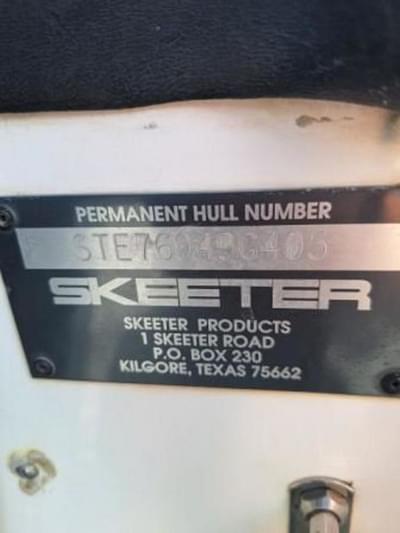 PERMANENT HULL NUMBER
SKEETER
SKEETER PRODUCTS
1 SKEETER ROAD
P.O. BOX 230
KILGORE, TEXAS 75662